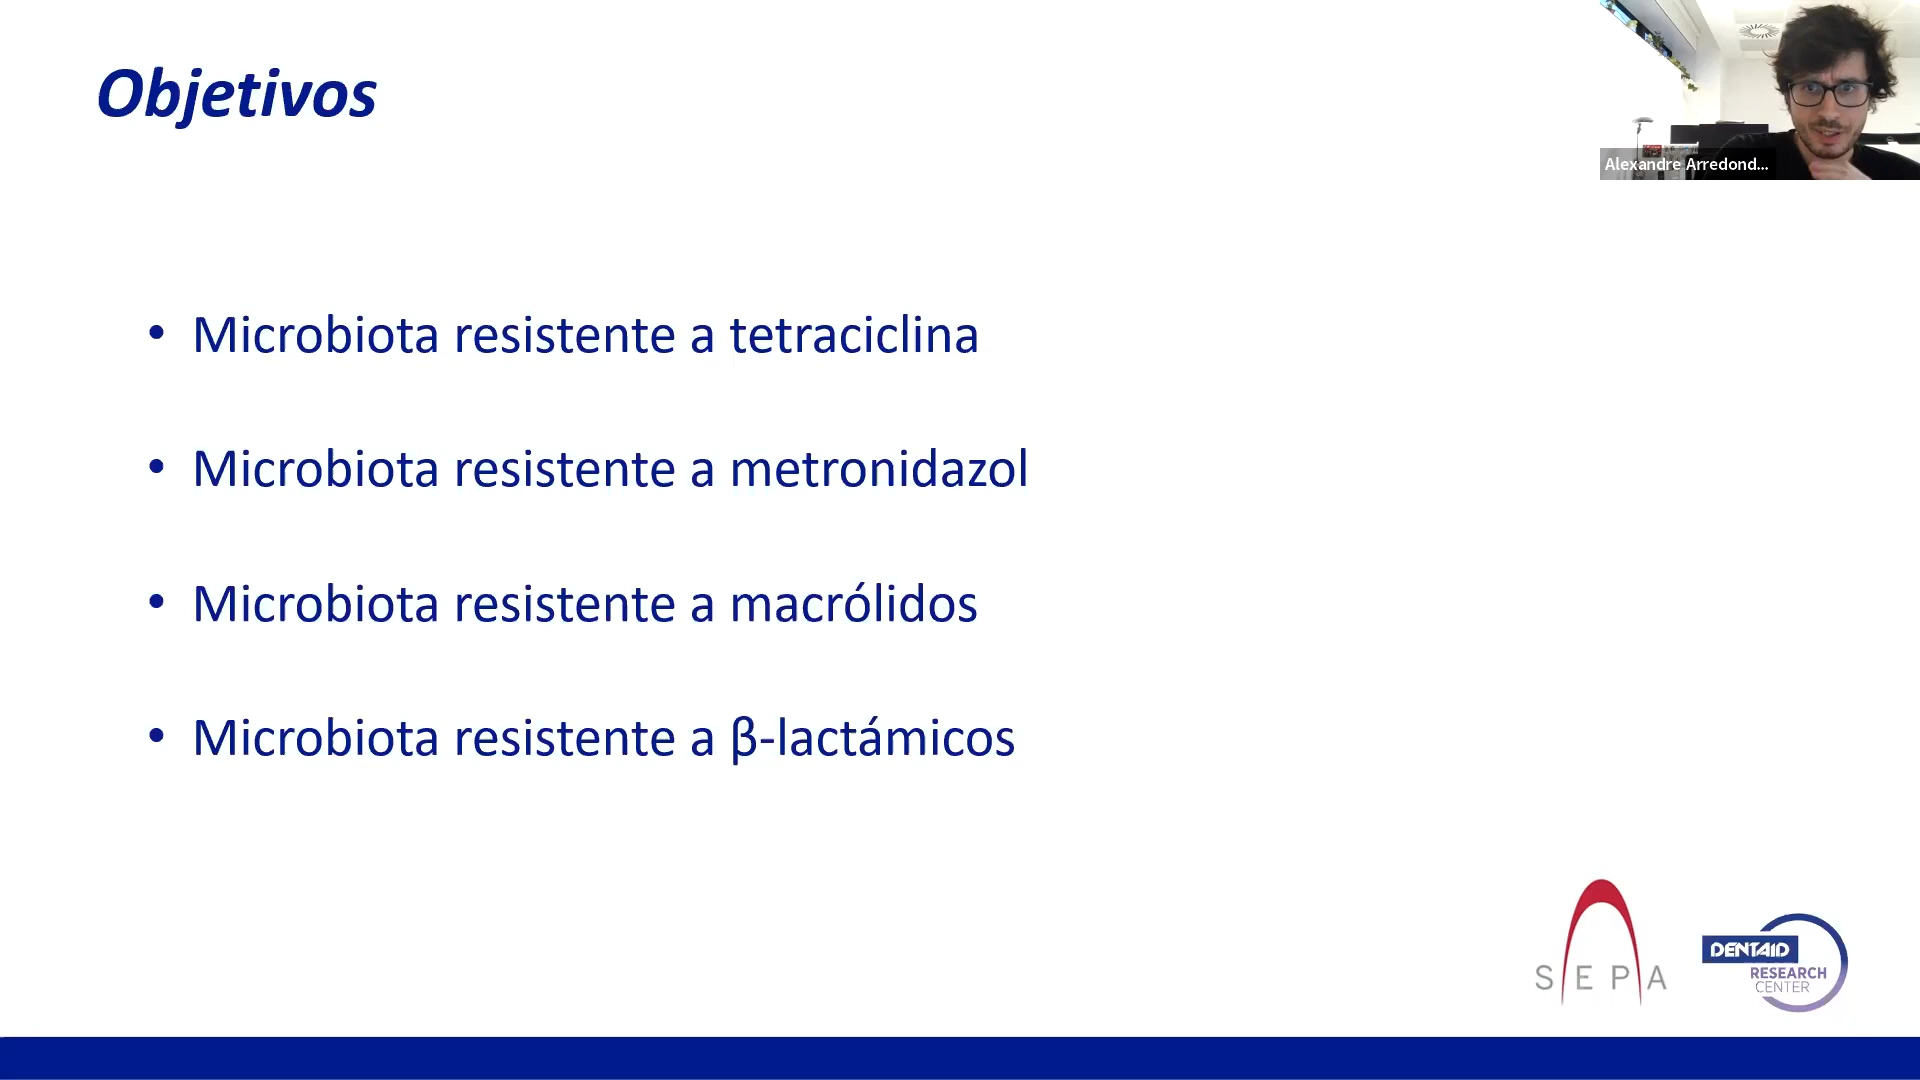 Objetivos
Alexandre Arredond...
• Microbiota resistente a tetraciclina
• Microbiota resistente a metronidazol
• Microbiota resistente a macrólidos
• Microbiota resistente a β-lactámicos
SEPA
DENTAID
RESEARCH
CENTER